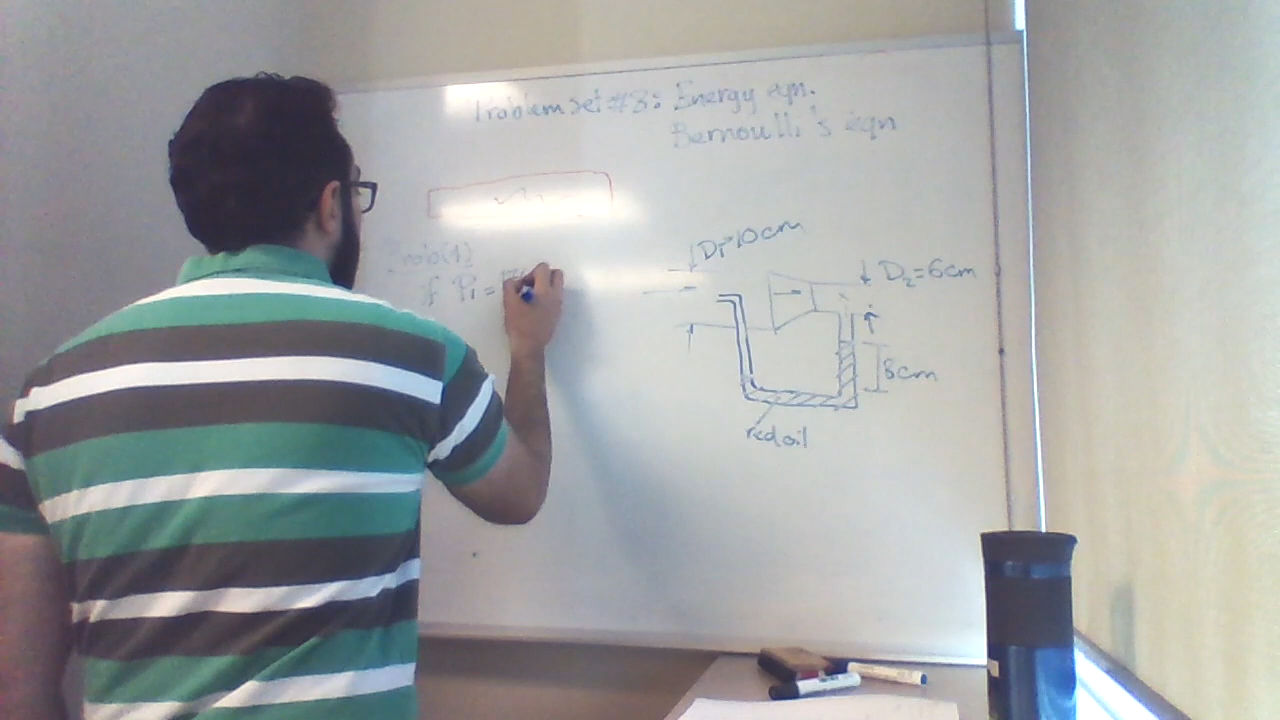 Problem set #3: Energy eqn.
Bernoulli's eqn
Prob(1)
if P₁ =
D₁=10cm
D₂=6cm
8cm
red oil